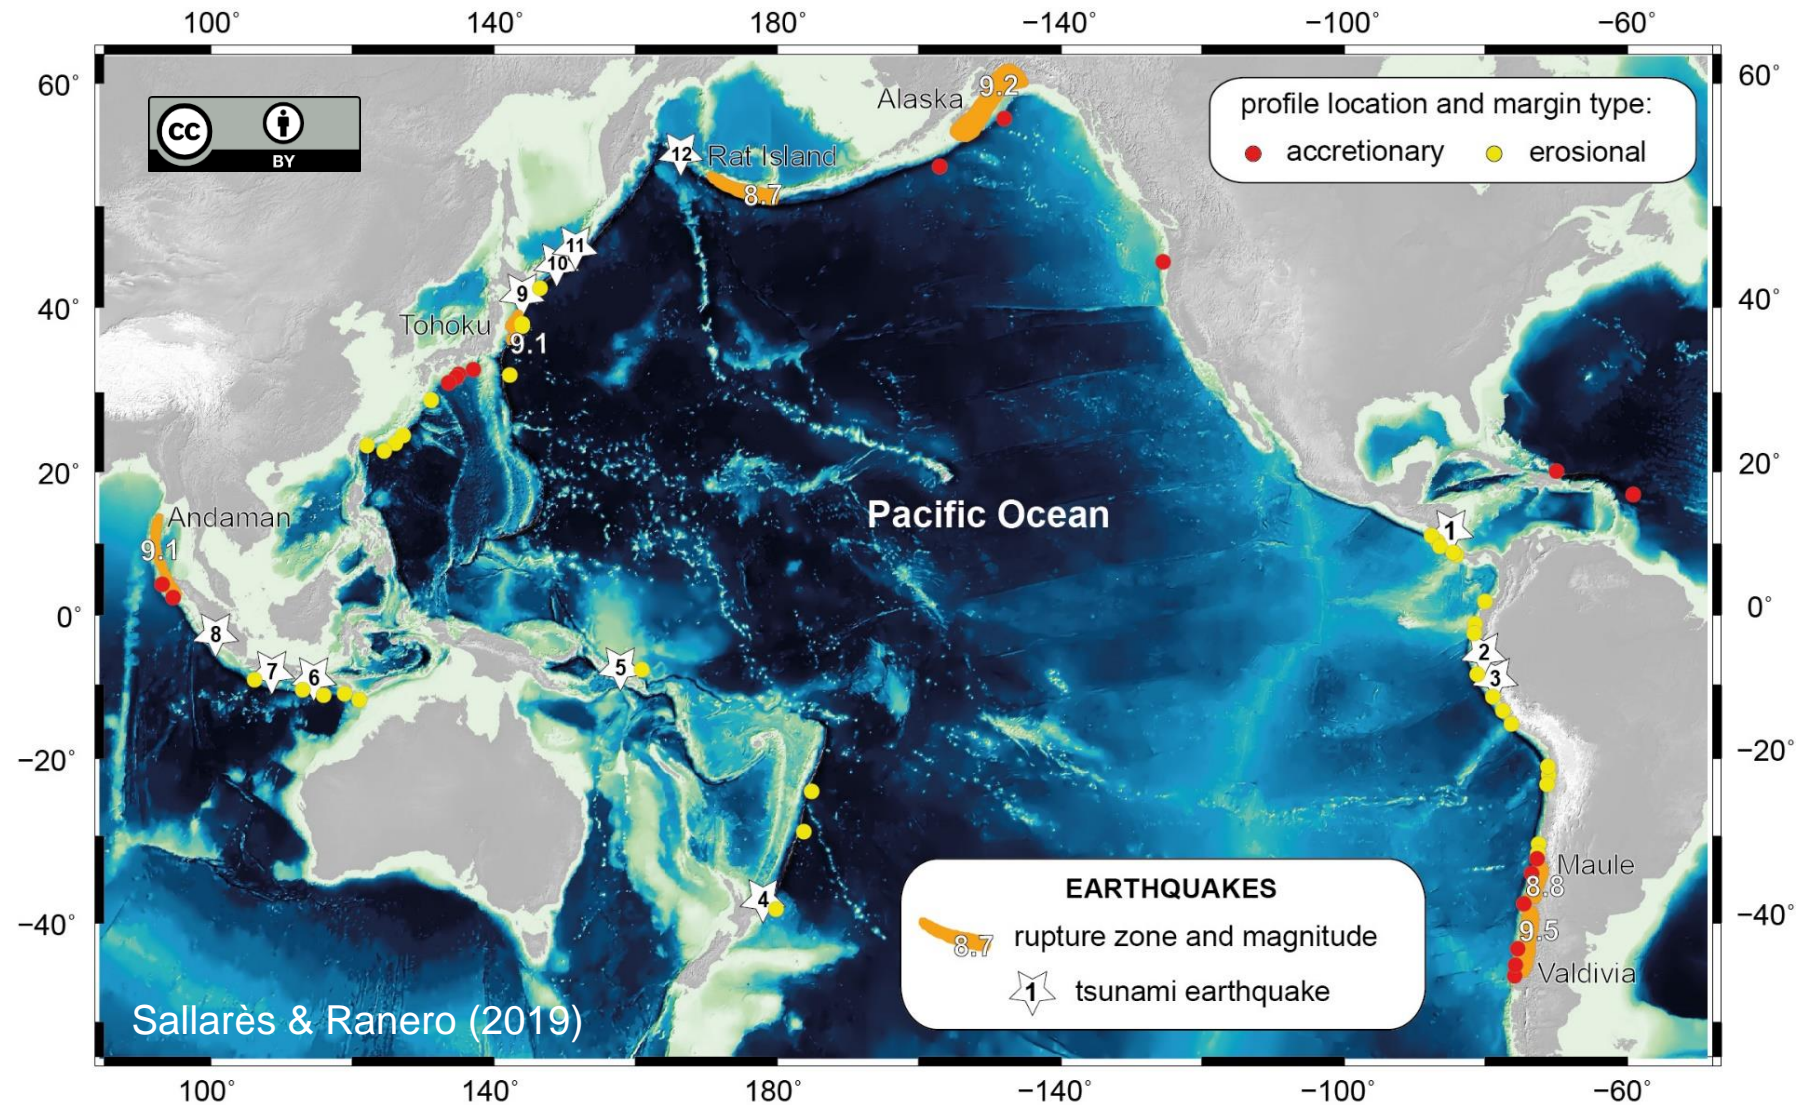 100° 140° 180° −140° −100° −60°
60° 60°
Alaska 9.2
profile location and margin type:
accretionary erosional
CC BY
12 Rat Island
8.7
11
10
9
40° 40°
Tohoku
9.1
20° 20°
Pacific Ocean
Andaman
9.1
1
0° 0°
8
7
6
5
2
3
−20° −20°
Maule
8.8
EARTHQUAKES
8.7 rupture zone and magnitude
1 tsunami earthquake
4
−40° −40°
9.5
Valdivia
Sallarès & Ranero (2019)
100° 140° 180° −140° −100° −60°